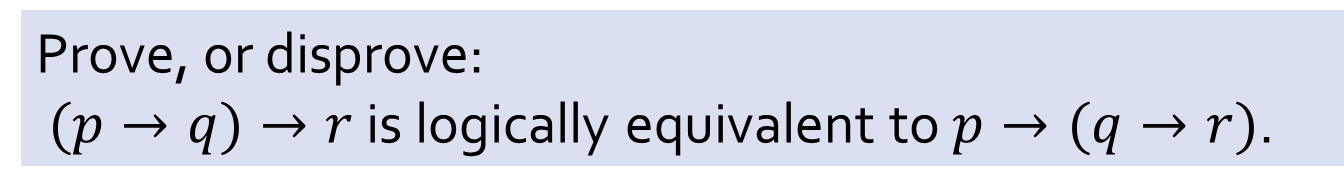 Prove, or disprove:
(𝑝 → 𝑞) → 𝑟 is logically equivalent to 𝑝 → (𝑞 → 𝑟).